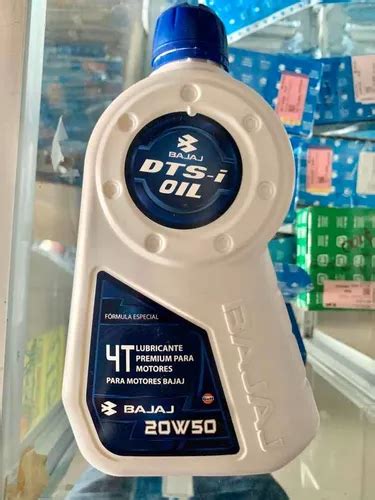 BAJAJ
DTS-i
OIL
FÓRMULA ESPECIAL
4T
LUBRICANTE
PREMIUM PARA
MOTORES
PARA MOTORES BAJAJ
BAJAJ
20W50
BAJAJ